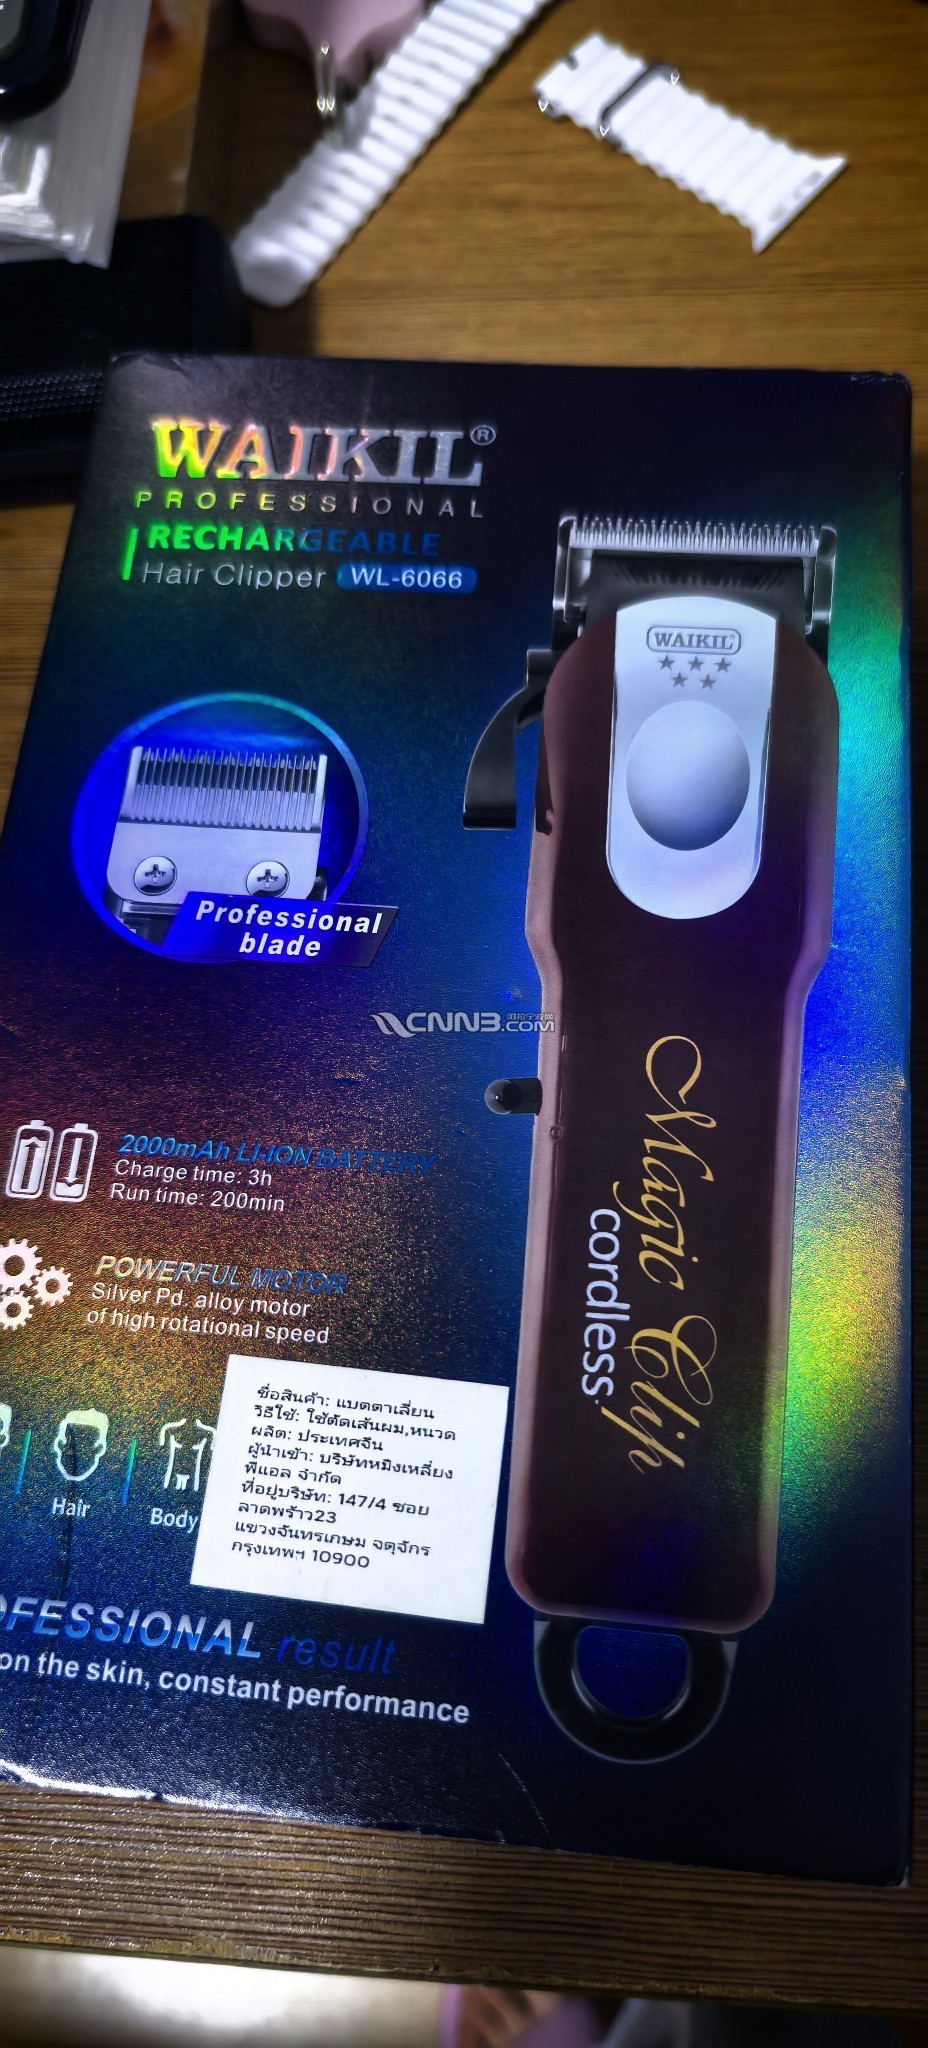 WAIKIL®
PROFESSIONAL
RECHARGEABLE
Hair Clipper WL-6066
WAIKIL
Professional
blade
CNNB.COM
Magic Clip
cordless
2000mAh LI-ION BATTERY
Charge time: 3h
Run time: 200min
POWERFUL MOTOR
Silver Pd. alloy motor
of high rotational speed
Hair
Body
ชื่อสินค้า: แบตตาเลี่ยน
วิธีใช้: ใช้ตัดเส้นผม,หนวด
ผลิต: ประเทศจีน
ผู้นำเข้า: บริษัทหมิงเหลี่ยง
พีแอล จำกัด
ที่อยู่บริษัท: 147/4 ซอย
ลาดพร้าว23
แขวงจันทรเกษม จตุจักร
กรุงเทพฯ 10900
OFESSIONAL result
on the skin, constant performance